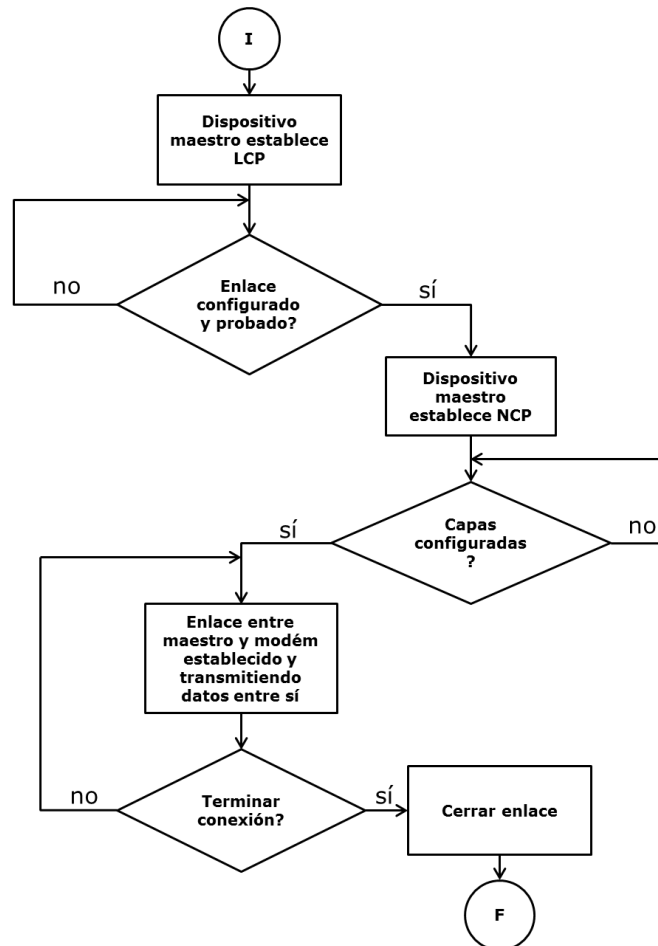 I
Dispositivo
maestro establece
LCP
Enlace
configurado
y probado?
no
sí
Dispositivo
maestro
establece NCP
Capas
configuradas
?
sí
no
Enlace entre
maestro y modém
establecido y
transmitiendo
datos entre sí
Terminar
conexión?
no
sí
Cerrar enlace
F